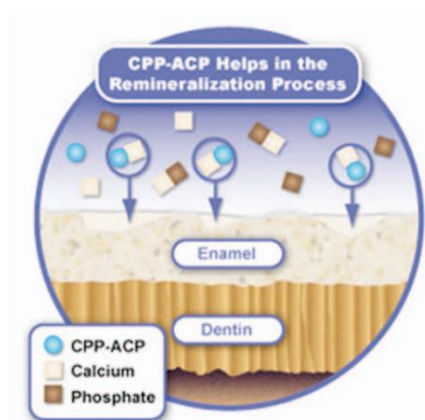 CPP-ACP Helps in the
Remineralization Process
Enamel
Dentin
CPP-ACP
Calcium
Phosphate